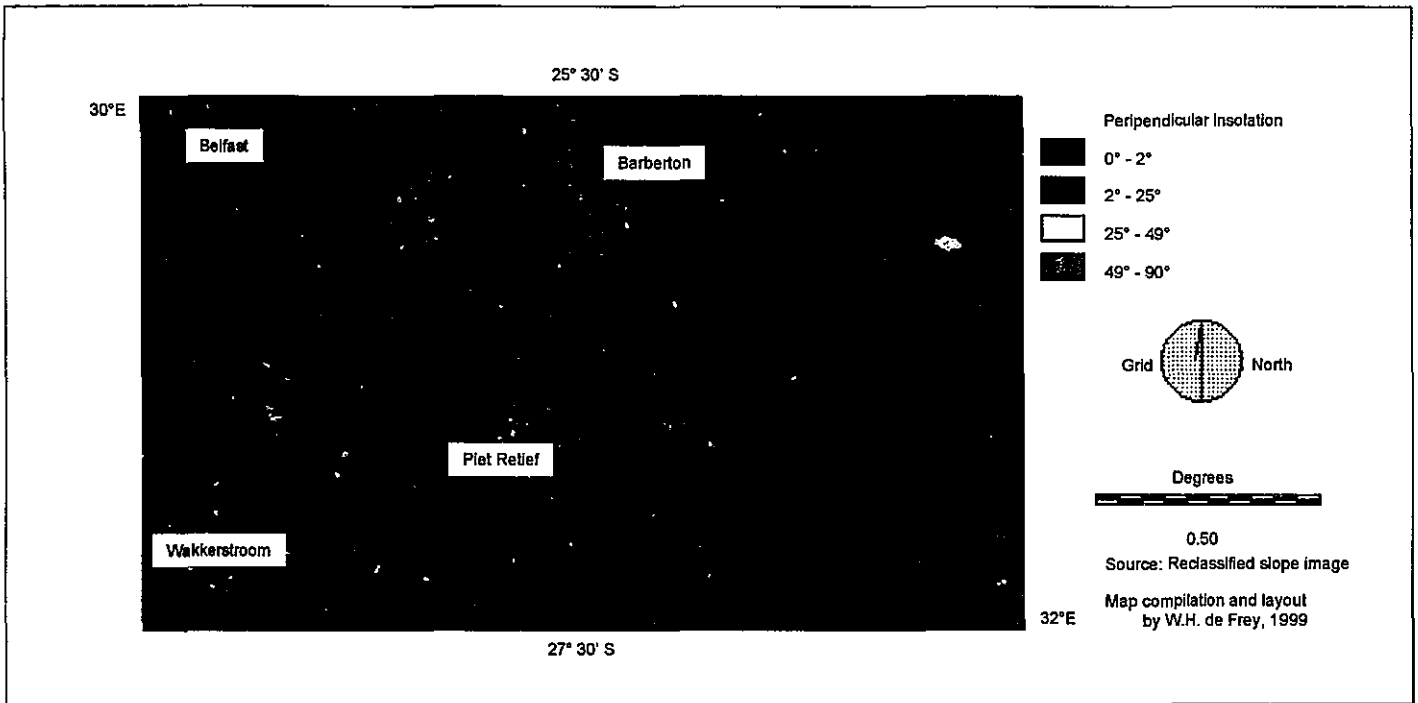 25° 30' S
30°E
Belfast
Barberton
Piet Retief
Wakkerstroom
27° 30' S
32°E
Peripendicular Insolation
0° - 2°
2° - 25°
25° - 49°
49° - 90°
Grid North
Degrees
0.50
Source: Reclassified slope image
Map compilation and layout
by W.H. de Frey, 1999